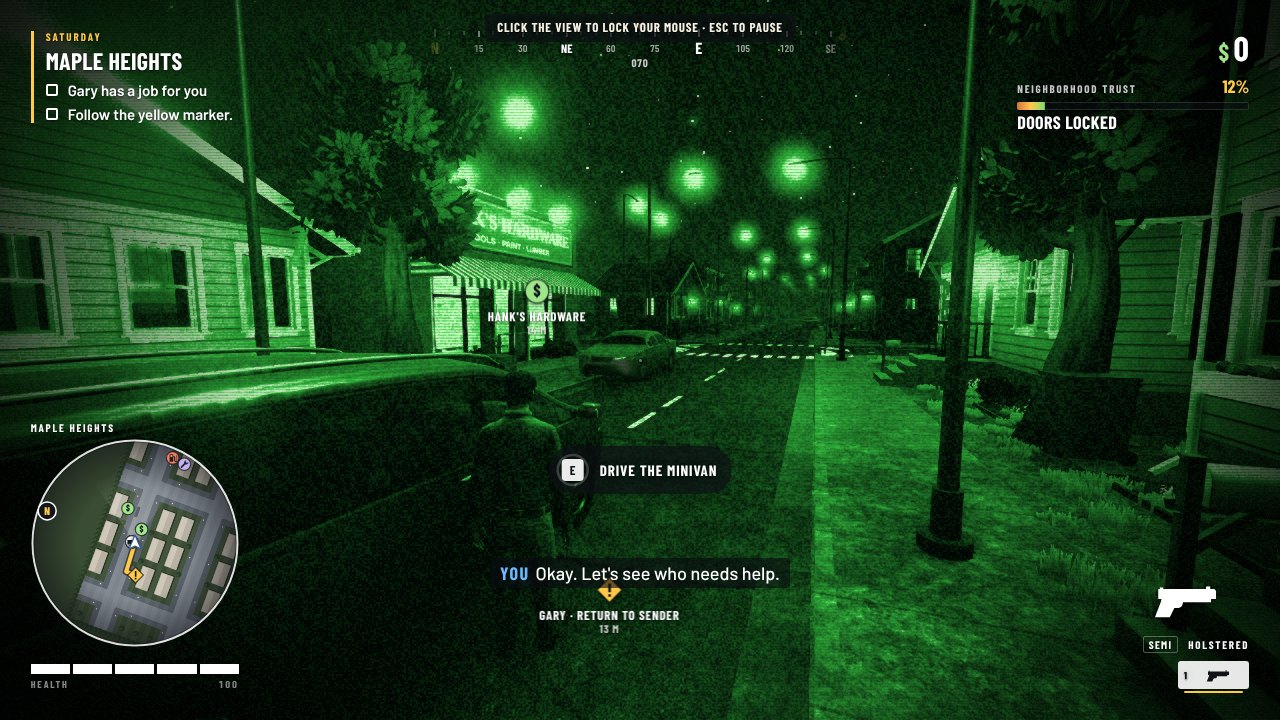 CLICK THE VIEW TO LOCK YOUR MOUSE · ESC TO PAUSE
N 15 30 NE 60 75 E 105 120 SE
070
SATURDAY
MAPLE HEIGHTS
Gary has a job for you
Follow the yellow marker.
$0
NEIGHBORHOOD TRUST 12%
DOORS LOCKED
K'S HARDWARE
TOOLS · PAINT · LUMBER
$
HANK'S HARDWARE
E DRIVE THE MINIVAN
YOU Okay. Let's see who needs help.
GARY · RETURN TO SENDER
13 M
MAPLE HEIGHTS
N
$
$
HEALTH 100
SEMI HOLSTERED
1